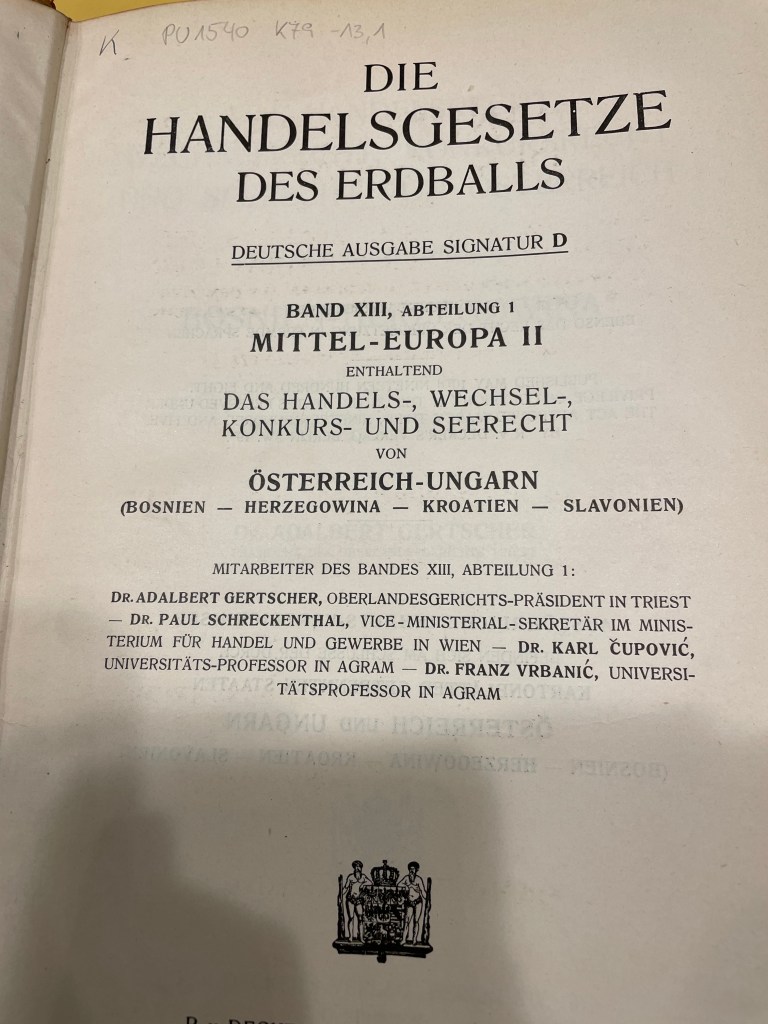 K. PU1540 K79 -13,1
DIE
HANDELSGESETZE
DES ERDBALLS
DEUTSCHE AUSGABE SIGNATUR D
BAND XIII, ABTEILUNG 1
MITTEL-EUROPA II
ENTHALTEND
DAS HANDELS-, WECHSEL-,
KONKURS- UND SEERECHT
VON
ÖSTERREICH-UNGARN
(BOSNIEN — HERZEGOWINA — KROATIEN — SLAVONIEN)
MITARBEITER DES BANDES XIII, ABTEILUNG 1:
DR. ADALBERT GERTSCHER, OBERLANDESGERICHTS-PRÄSIDENT IN TRIEST
— DR. PAUL SCHRECKENTHAL, VICE-MINISTERIAL-SEKRETÄR IM MINIS-
TERIUM FÜR HANDEL UND GEWERBE IN WIEN — DR. KARL ČUPOVIĆ,
UNIVERSITÄTS-PROFESSOR IN AGRAM — DR. FRANZ VRBANIĆ, UNIVERSI-
TÄTSPROFESSOR IN AGRAM